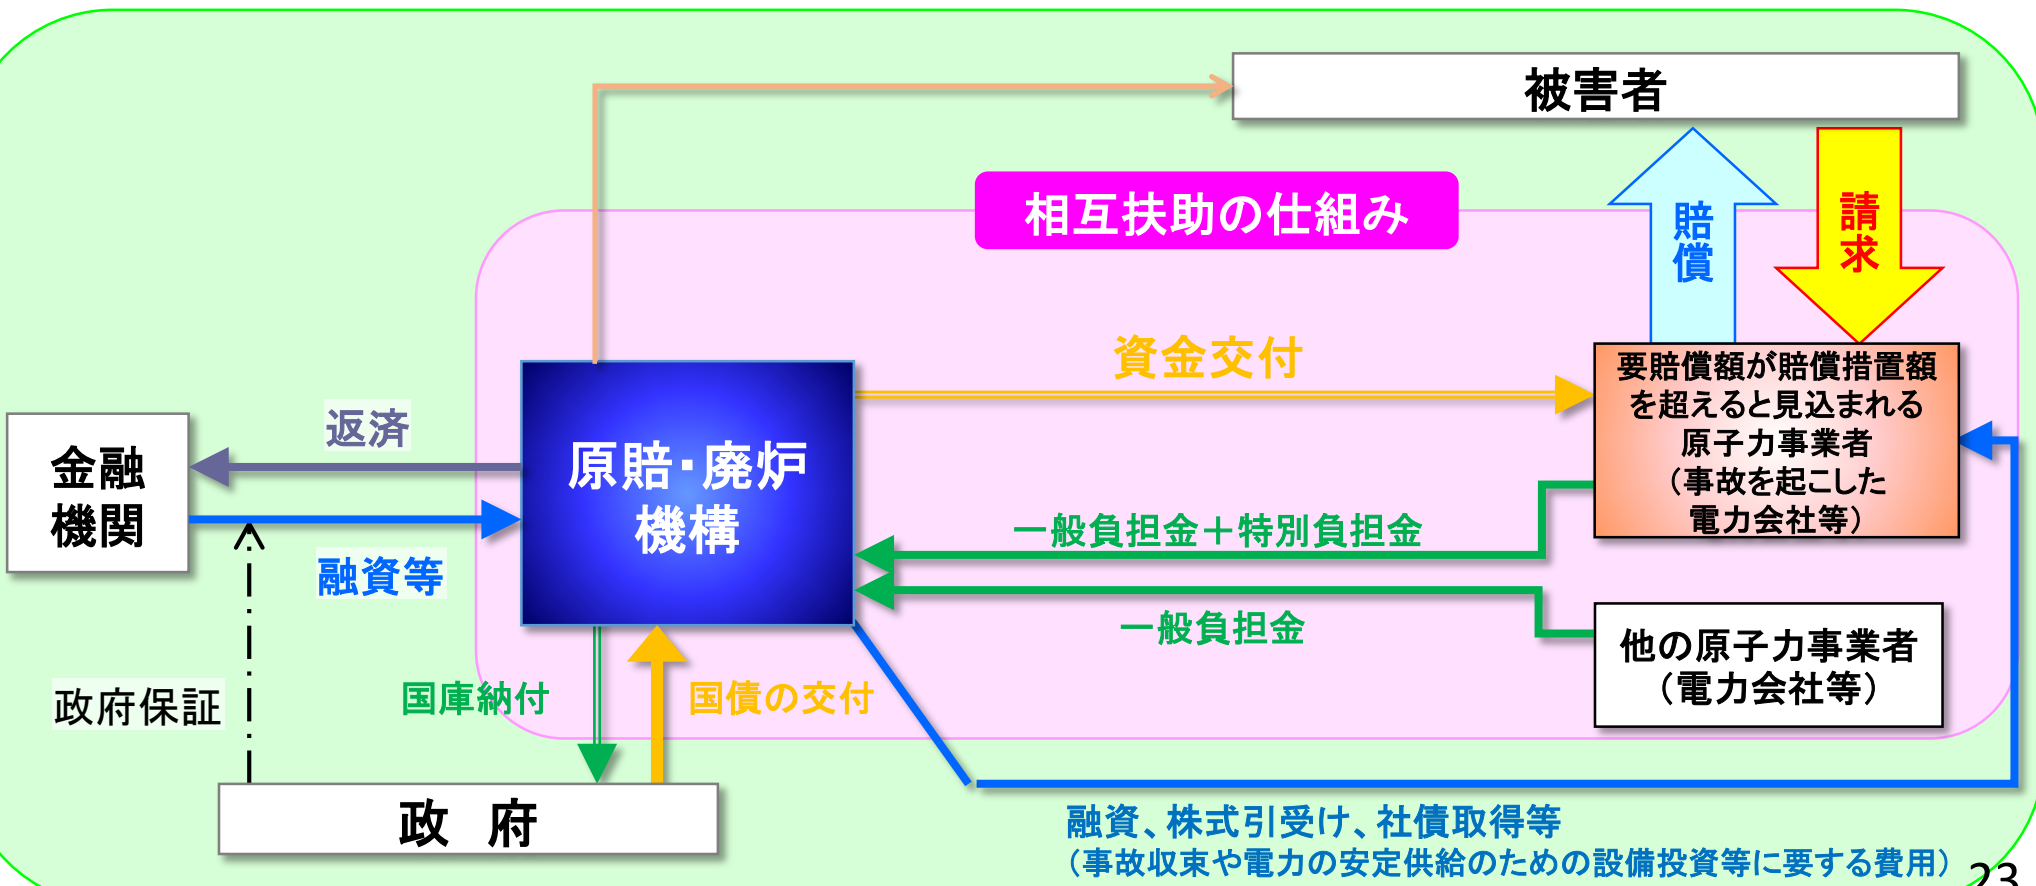 被害者
相互扶助の仕組み
賠償
請求
資金交付
要賠償額が賠償措置額
を超えると見込まれる
原子力事業者
（事故を起こした
電力会社等）
返済
金融
機関
原賠・廃炉
機構
融資等
一般負担金＋特別負担金
一般負担金
他の原子力事業者
（電力会社等）
政府保証
国庫納付
国債の交付
政　府
融資、株式引受け、社債取得等
（事故収束や電力の安定供給のための設備投資等に要する費用）
23